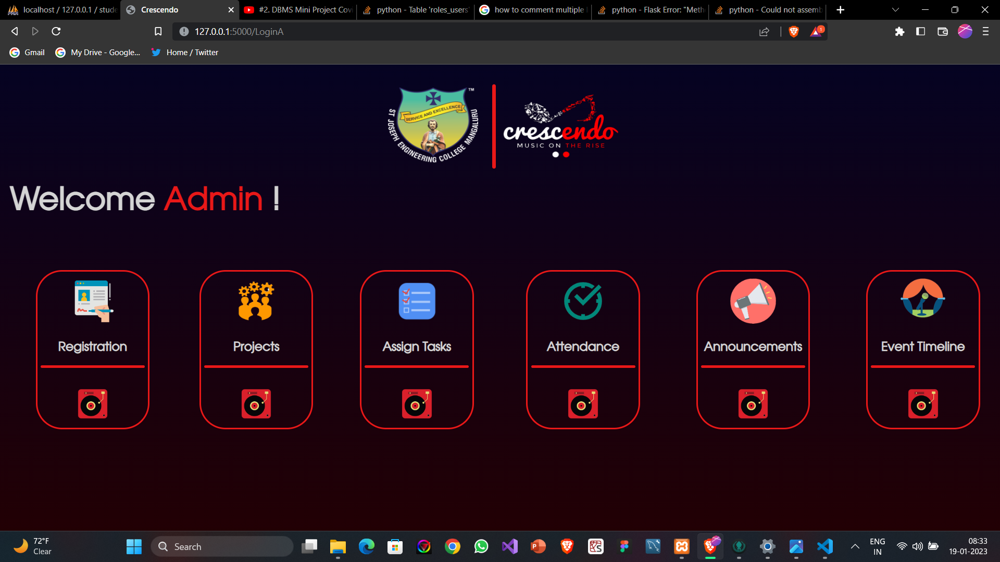 localhost / 127.0.0.1 / stude
Crescendo
#2. DBMS Mini Project Covi
python - Table 'roles_users'
how to comment multiple l
python - Flask Error: "Meth
python - Could not assemb
127.0.0.1:5000/LoginA
1
Gmail
My Drive - Google...
Home / Twitter
SERVICE AND EXCELLENCE
ST JOSEPH ENGINEERING COLLEGE MANGALURU
TM
crescendo
MUSIC ON THE RISE
Welcome Admin !
Registration
Projects
Assign Tasks
Attendance
Announcements
Event Timeline
72°F
Clear
Search
ENG
IN
08:33
19-01-2023